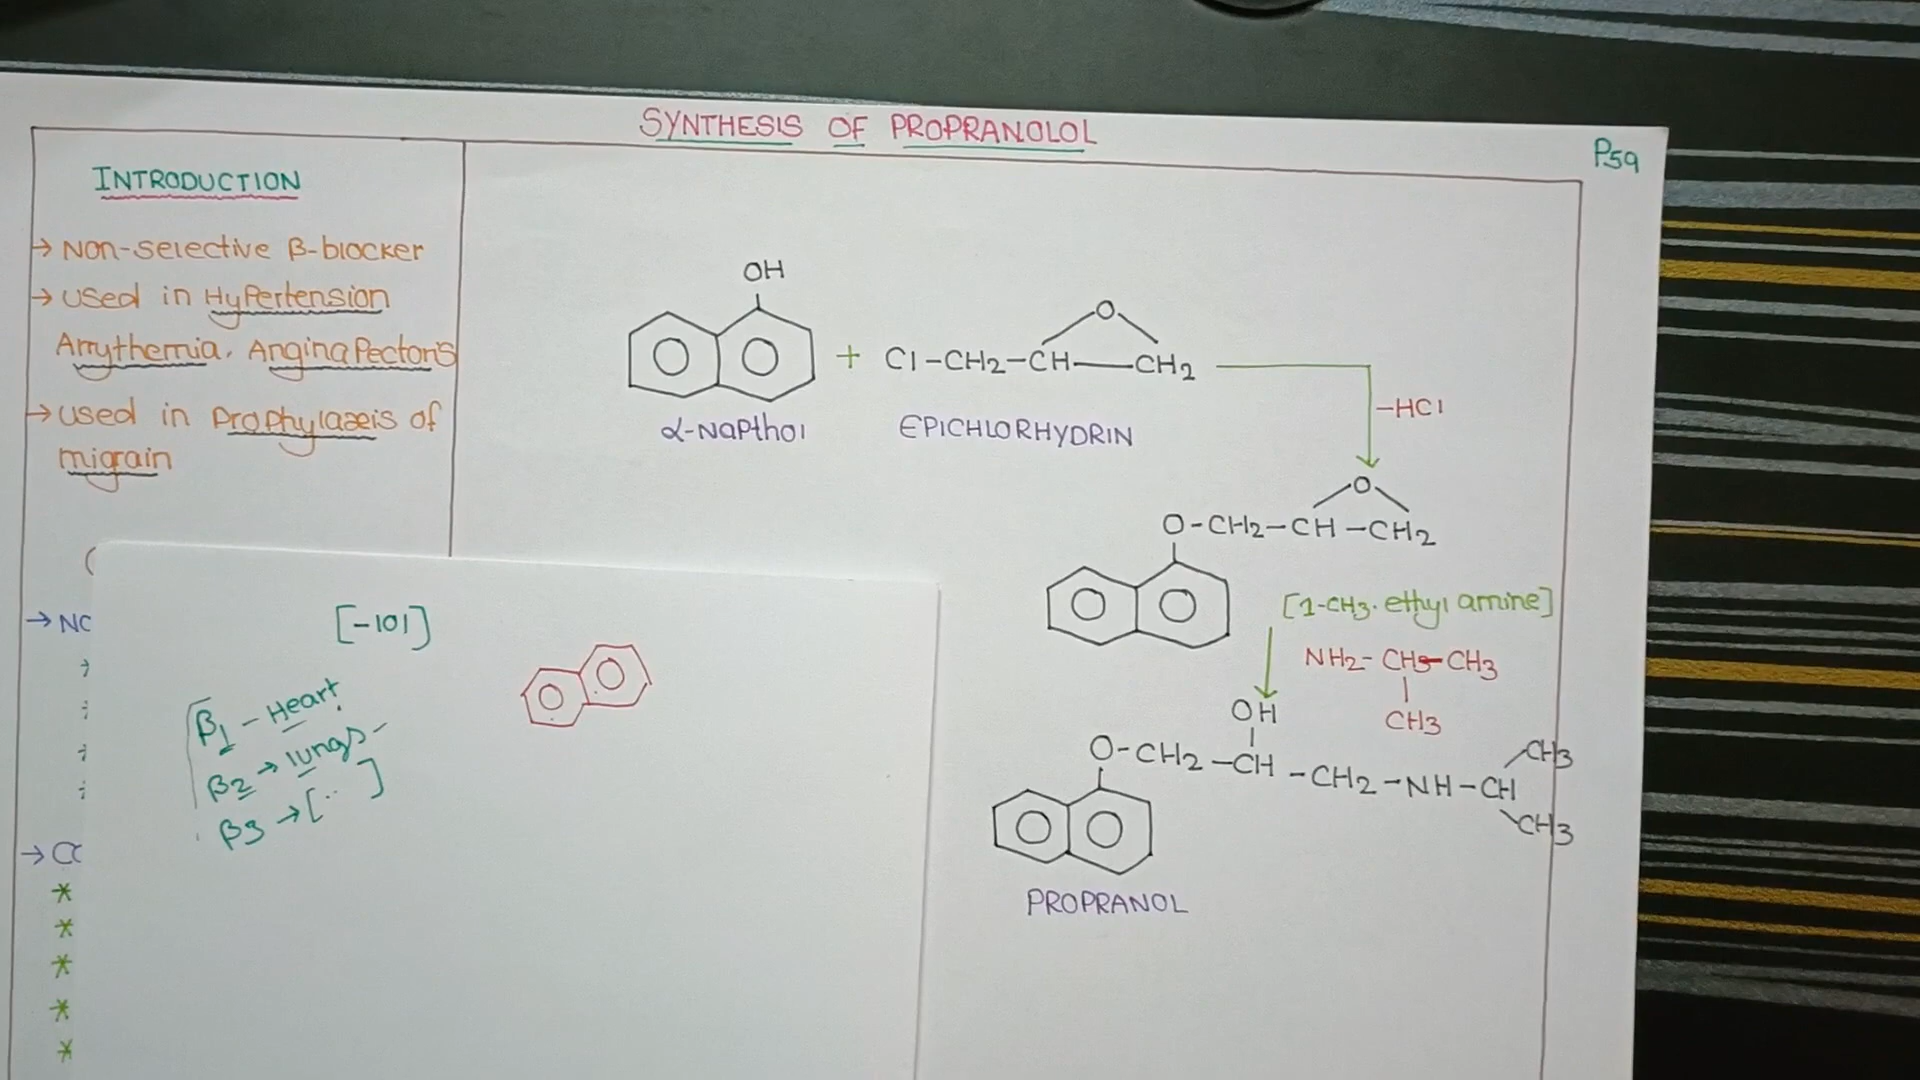 SYNTHESIS OF PROPRANOLOL
P59
INTRODUCTION
→ Non-selective β-blocker
→ used in Hypertension
Arrythemia, Angina Pectoris
→ used in Prophylaxeis of
migrain
OH
+ Cl-CH2-CH-CH2
O
α-Napthol
EPICHLORHYDRIN
-HCl
O
O-CH2-CH-CH2
[1-CH3. ethyl amine]
NH2-CH-CH3
CH3
OH
O-CH2-CH-CH2-NH-CH
CH3
CH3
PROPRANOL
[-lol]
β1 - Heart
β2 → lungs-
β3 → [.. ]
→ NC
→ C
*
*
*
*
*